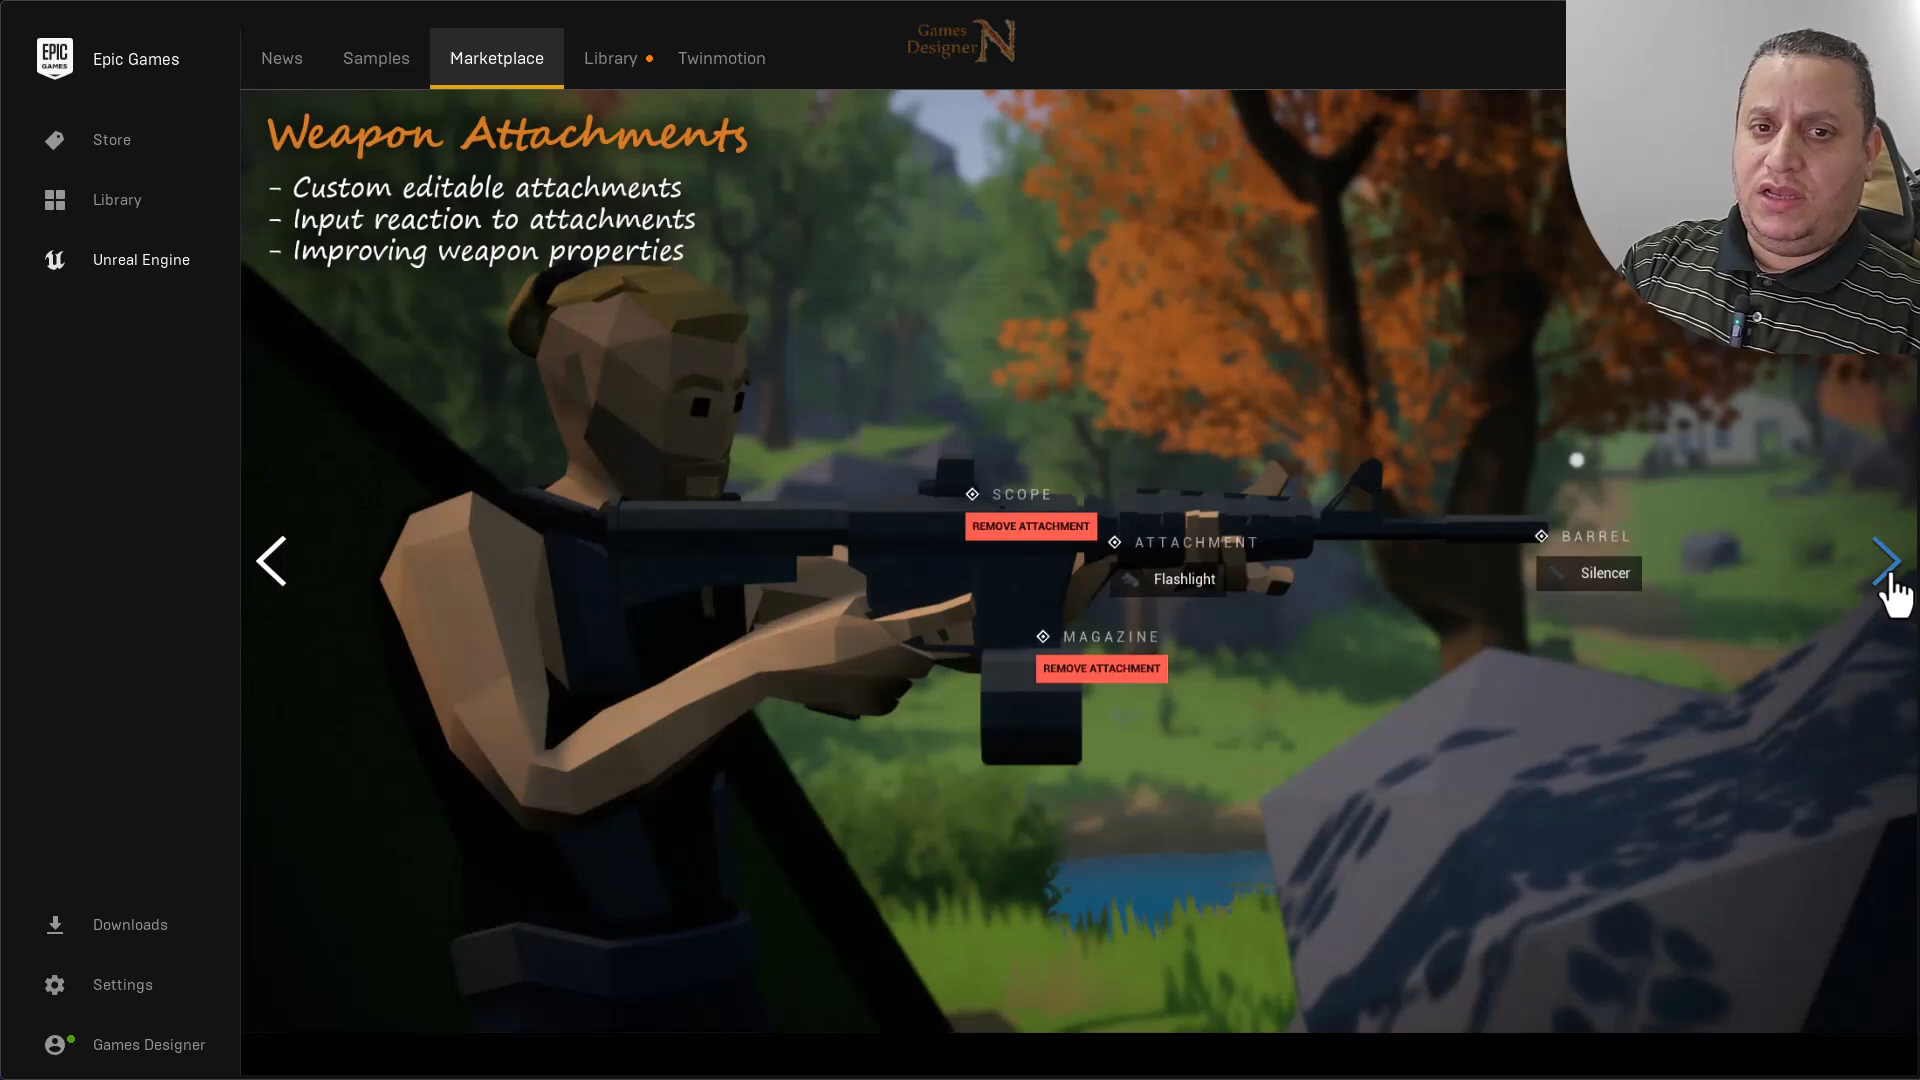 EPIC
GAMES
Epic Games
News
Samples
Marketplace
Library
Twinmotion
Games
Designer N
Store
Library
Unreal Engine
Weapon Attachments
- Custom editable attachments
- Input reaction to attachments
- Improving weapon properties
SCOPE
REMOVE ATTACHMENT
ATTACHMENT
Flashlight
BARREL
Silencer
MAGAZINE
REMOVE ATTACHMENT
Downloads
Settings
Games Designer